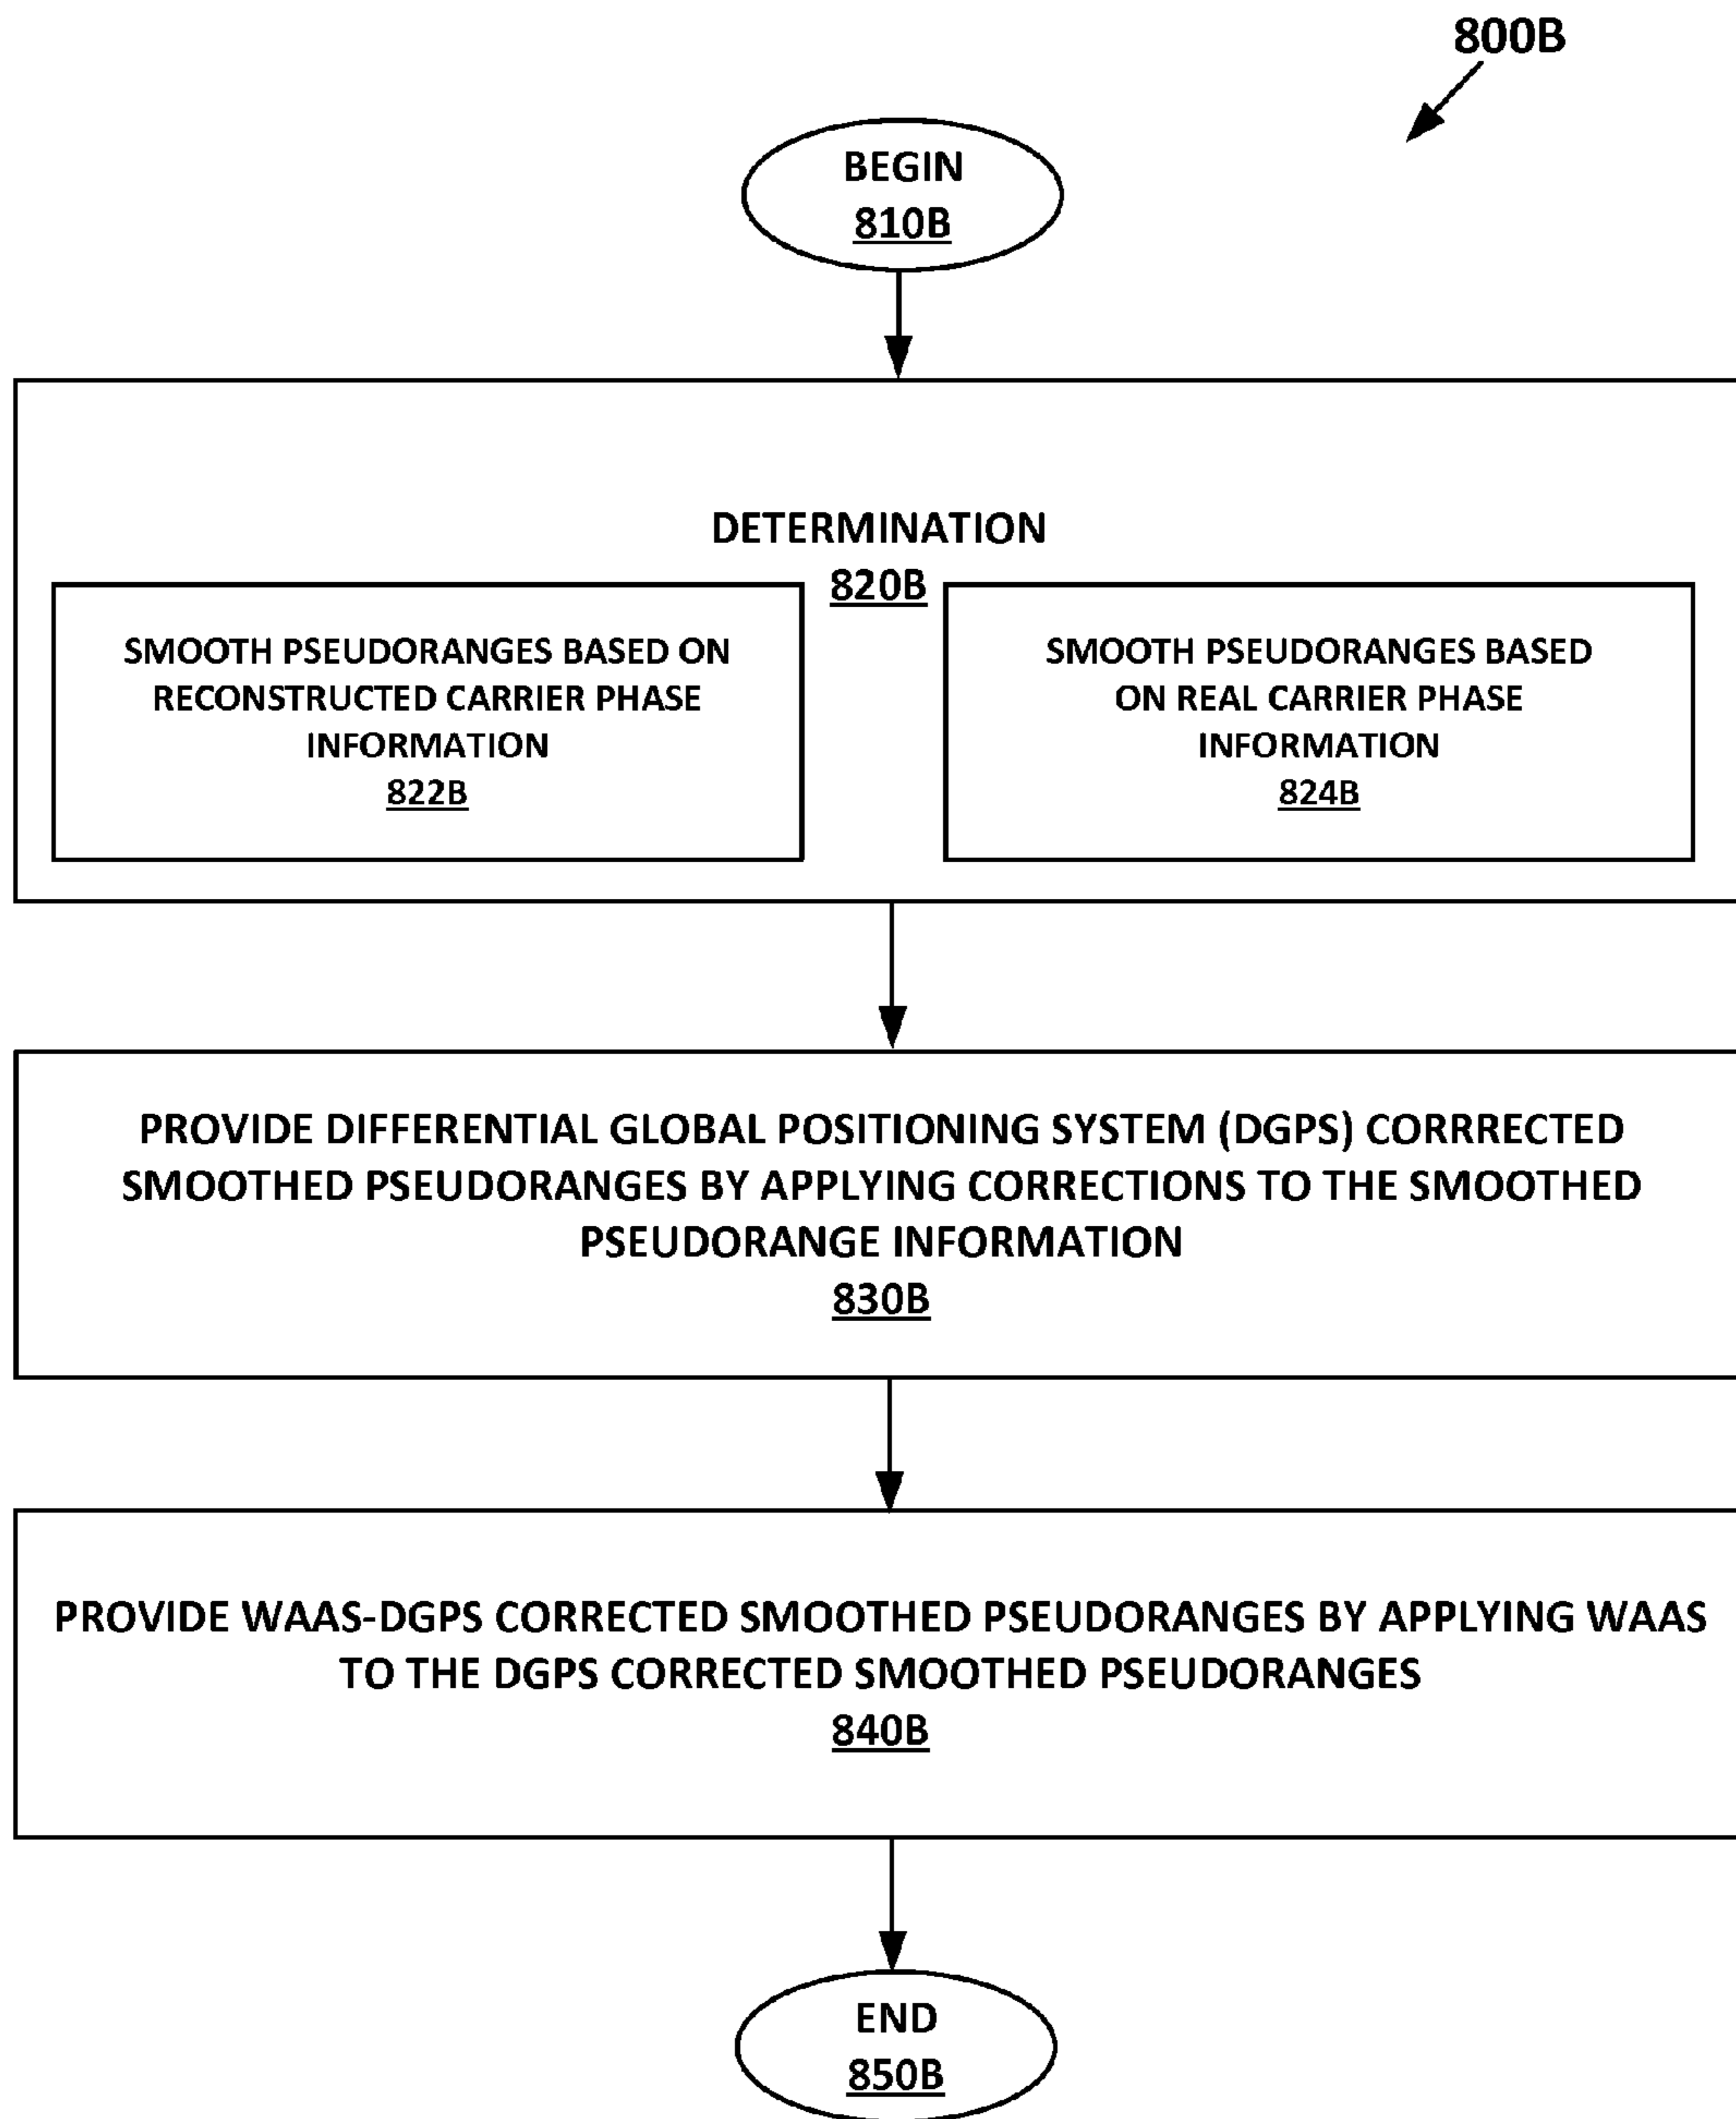 800B
BEGIN
810B
DETERMINATION
820B
SMOOTH PSEUDORANGES BASED ON
RECONSTRUCTED CARRIER PHASE
INFORMATION
822B
SMOOTH PSEUDORANGES BASED
ON REAL CARRIER PHASE
INFORMATION
824B
PROVIDE DIFFERENTIAL GLOBAL POSITIONING SYSTEM (DGPS) CORRRECTED
SMOOTHED PSEUDORANGES BY APPLYING CORRECTIONS TO THE SMOOTHED
PSEUDORANGE INFORMATION
830B
PROVIDE WAAS-DGPS CORRECTED SMOOTHED PSEUDORANGES BY APPLYING WAAS
TO THE DGPS CORRECTED SMOOTHED PSEUDORANGES
840B
END
850B